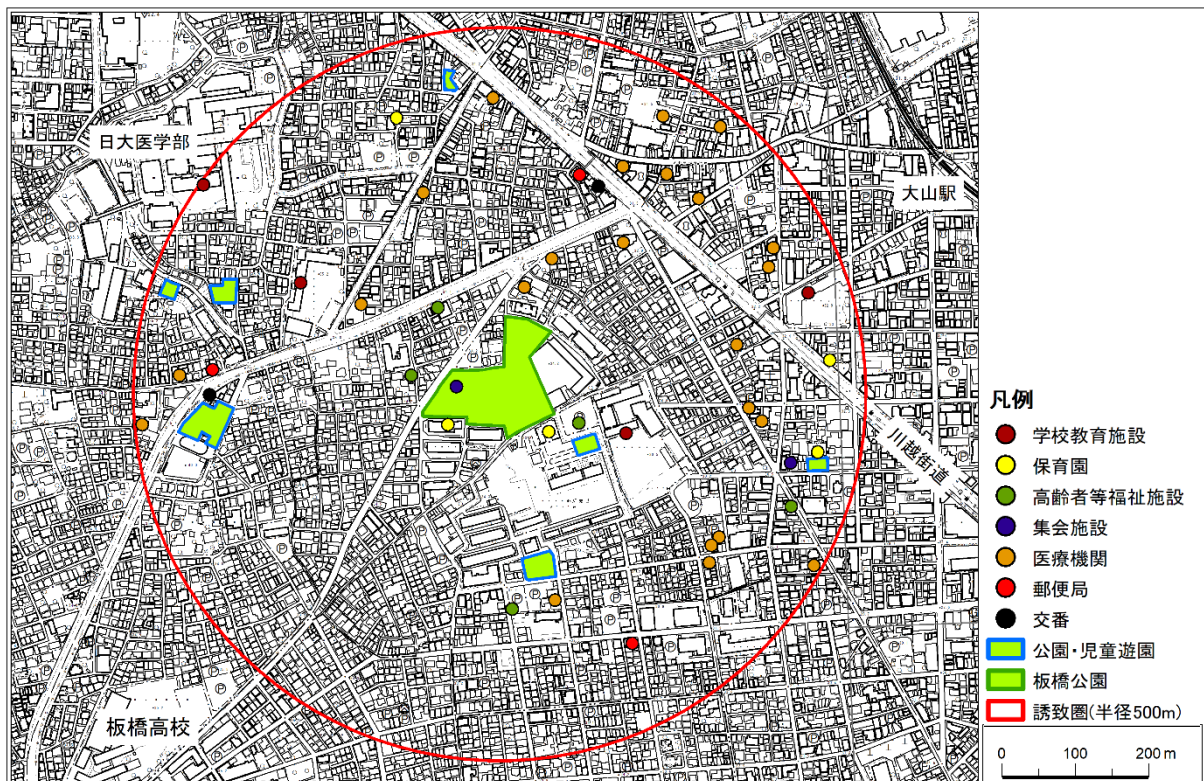 日大医学部
大山駅
川越街道
板橋高校
凡例
学校教育施設
保育園
高齢者等福祉施設
集会施設
医療機関
郵便局
交番
公園・児童遊園
板橋公園
誘致圏(半径500m)
0 100 200 m